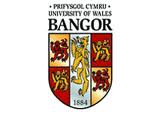 • PRIFYSGOL CYMRU •
UNIVERSITY OF WALES
BANGOR
1884